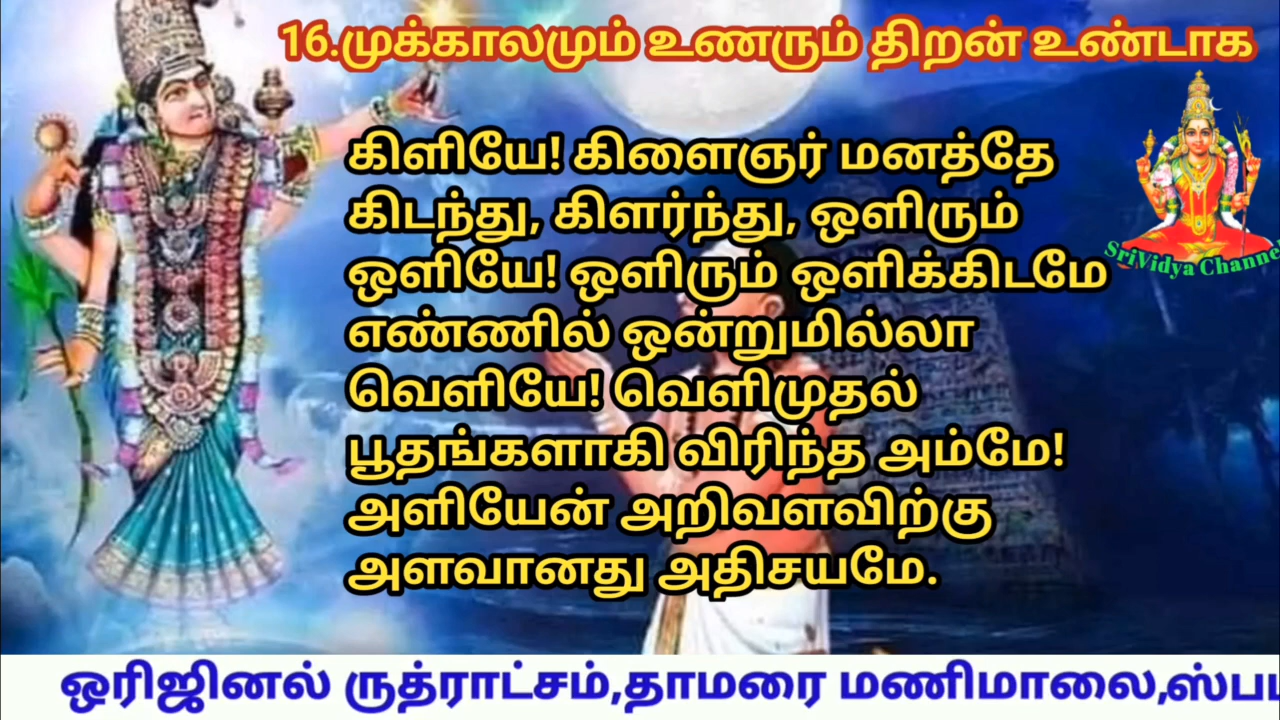 16.முக்காலமும் உணரும் திறன் உண்டாக
கிளியே! கிளைஞர் மனத்தே
கிடந்து, கிளர்ந்து, ஒளிரும்
ஒளியே! ஒளிரும் ஒளிக்கிடமே
எண்ணில் ஒன்றுமில்லா
வெளியே! வெளிமுதல்
பூதங்களாகி விரிந்த அம்மே!
அளியேன் அறிவளவிற்கு
அளவானது அதிசயமே.
SriVidya Channe
ஒரிஜினல் ருத்ராட்சம்,தாமரை மணிமாலை,